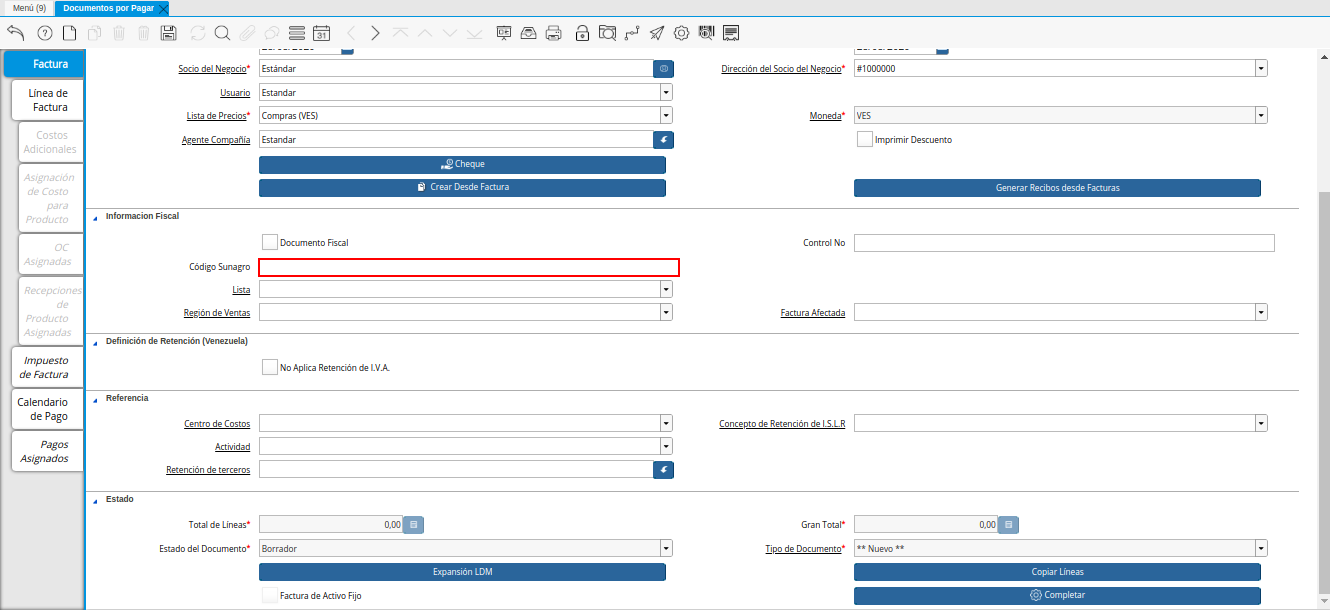 Menú (9)
Documentos por Pagar
31
Factura
Línea de
Factura
Costos
Adicionales
Asignación
de Costo
para
Producto
OC
Asignadas
Recepciones
de
Producto
Asignadas
Impuesto
de Factura
Calendario
de Pago
Pagos
Asignados
Socio del Negocio* Estándar Dirección del Socio del Negocio* #1000000
Usuario Estandar
Lista de Precios* Compras (VES) Moneda* VES
Agente Compañía Estandar Imprimir Descuento
Cheque
Crear Desde Factura Generar Recibos desde Facturas
Informacion Fiscal
Documento Fiscal Control No
Código Sunagro
Lista
Región de Ventas Factura Afectada
Definición de Retención (Venezuela)
No Aplica Retención de I.V.A.
Referencia
Centro de Costos Concepto de Retención de I.S.L.R
Actividad
Retención de terceros
Estado
Total de Líneas* 0,00 Gran Total* 0,00
Estado del Documento* Borrador Tipo de Documento* ** Nuevo **
Expansión LDM Copiar Líneas
Factura de Activo Fijo Completar